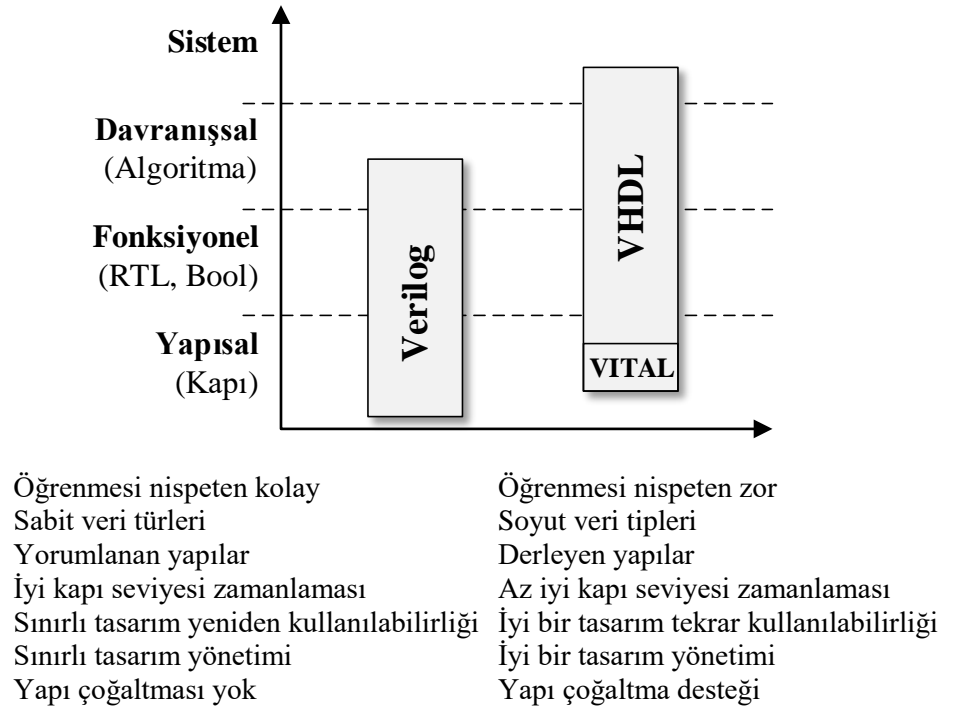 Sistem
Davranışsal
(Algoritma)
Fonksiyonel
(RTL, Bool)
Yapısal
(Kapı)
Verilog
VHDL
VITAL
Öğrenmesi nispeten kolay
Sabit veri türleri
Yorumlanan yapılar
İyi kapı seviyesi zamanlaması
Sınırlı tasarım yeniden kullanılabilirliği
Sınırlı tasarım yönetimi
Yapı çoğaltması yok
Öğrenmesi nispeten zor
Soyut veri tipleri
Derleyen yapılar
Az iyi kapı seviyesi zamanlaması
İyi bir tasarım tekrar kullanılabilirliği
İyi bir tasarım yönetimi
Yapı çoğaltma desteği